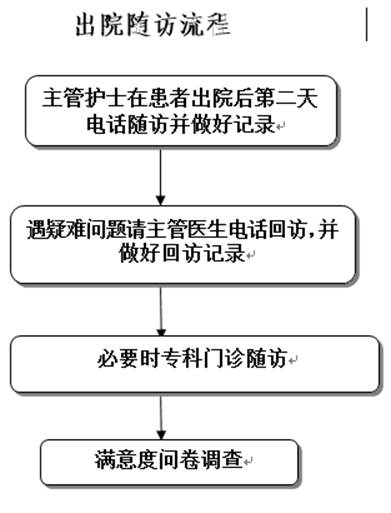 出院随访流程
主管护士在患者出院后第二天
电话随访并做好记录
遇疑难问题请主管医生电话回访,并
做好回访记录
必要时专科门诊随访
满意度问卷调查